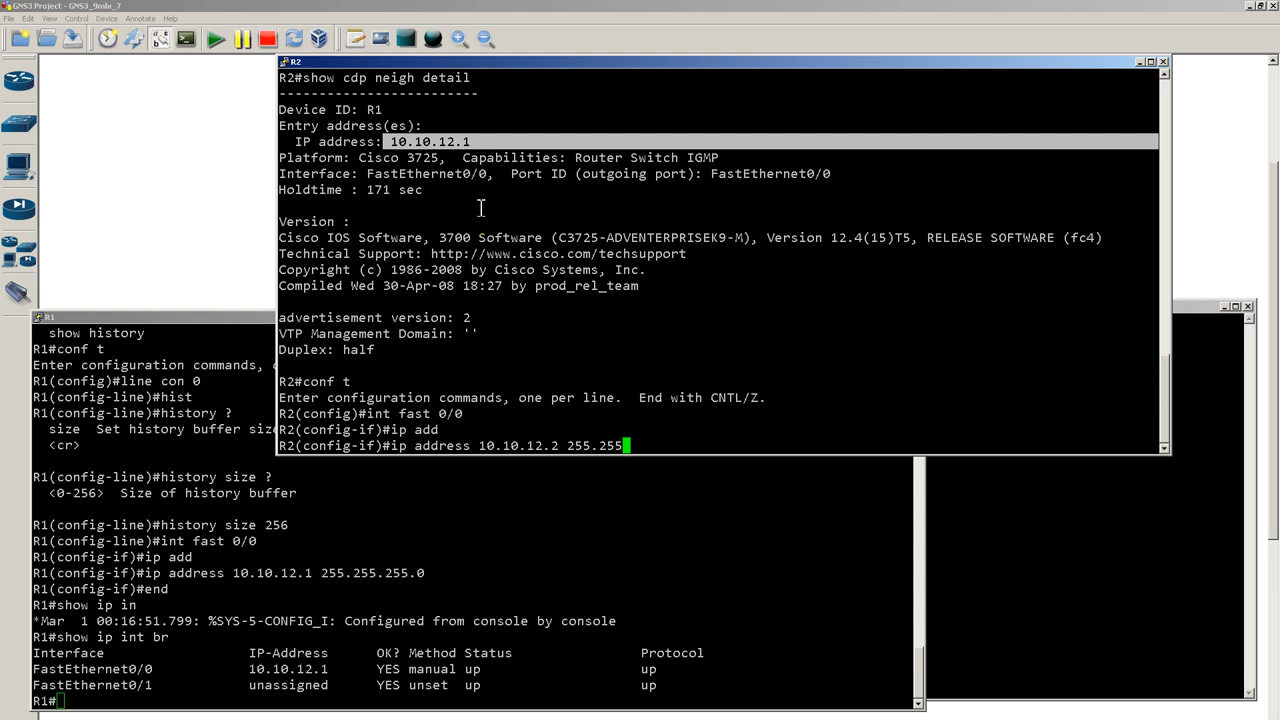 GNS3 Project - GNS3_9mlx_7
File Edit View Control Device Annotate Help
R2
R2#show cdp neigh detail
-------------------------
Device ID: R1
Entry address(es):
IP address: 10.10.12.1
Platform: Cisco 3725,  Capabilities: Router Switch IGMP
Interface: FastEthernet0/0,  Port ID (outgoing port): FastEthernet0/0
Holdtime : 171 sec
Version :
Cisco IOS Software, 3700 Software (C3725-ADVENTERPRISEK9-M), Version 12.4(15)T5, RELEASE SOFTWARE (fc4)
Technical Support: http://www.cisco.com/techsupport
Copyright (c) 1986-2008 by Cisco Systems, Inc.
Compiled Wed 30-Apr-08 18:27 by prod_rel_team
advertisement version: 2
VTP Management Domain: ''
Duplex: half
R2#conf t
Enter configuration commands, one per line.  End with CNTL/Z.
R2(config)#int fast 0/0
R2(config-if)#ip add
R2(config-if)#ip address 10.10.12.2 255.255
R1
show history
R1#conf t
Enter configuration commands,
R1(config)#line con 0
R1(config-line)#hist
R1(config-line)#history ?
size  Set history buffer siz
<cr>
R1(config-line)#history size ?
<0-256>  Size of history buffer
R1(config-line)#history size 256
R1(config-line)#int fast 0/0
R1(config-if)#ip add
R1(config-if)#ip address 10.10.12.1 255.255.255.0
R1(config-if)#end
R1#show ip in
*Mar  1 00:16:51.799: %SYS-5-CONFIG_I: Configured from console by console
R1#show ip int br
Interface IP-Address OK? Method Status Protocol
FastEthernet0/0 10.10.12.1 YES manual up up
FastEthernet0/1 unassigned YES unset up up
R1#